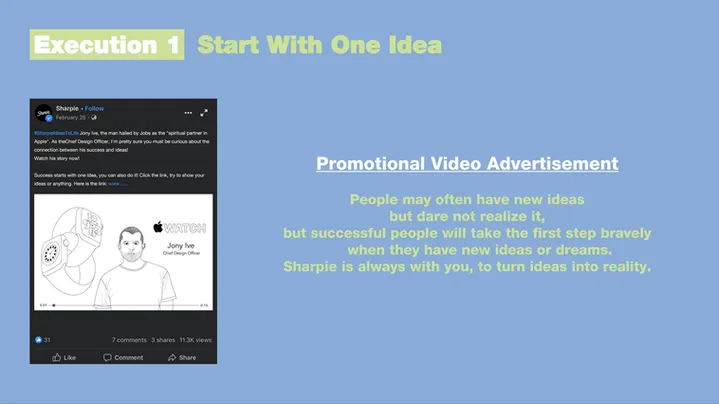 Execution 1 Start With One Idea
Sharpie • Follow
February 25 ·
#SharpieIdeasToLife Jony Ive, the man hailed by Jobs as the "spiritual partner in
Apple". As theChief Design Officer, I'm pretty sure you must be curious about the
connection between his success and ideas!
Watch his story now!
Success starts with one idea, you can also do it! Click the link, try to show your
ideas or anything. Here is the link: www ......
WATCH
Jony Ive
Chief Design Officer
31
7 comments 3 shares 11.3K views
Like Comment Share
Promotional Video Advertisement
People may often have new ideas
but dare not realize it,
but successful people will take the first step bravely
when they have new ideas or dreams.
Sharpie is always with you, to turn ideas into reality.